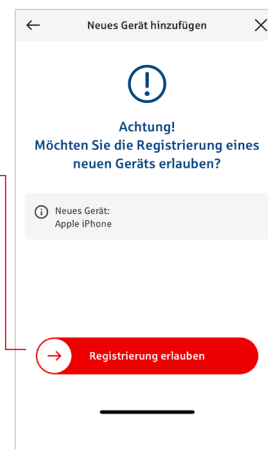 Neues Gerät hinzufügen
Achtung!
Möchten Sie die Registrierung eines
neuen Geräts erlauben?
Neues Gerät:
Apple iPhone
Registrierung erlauben